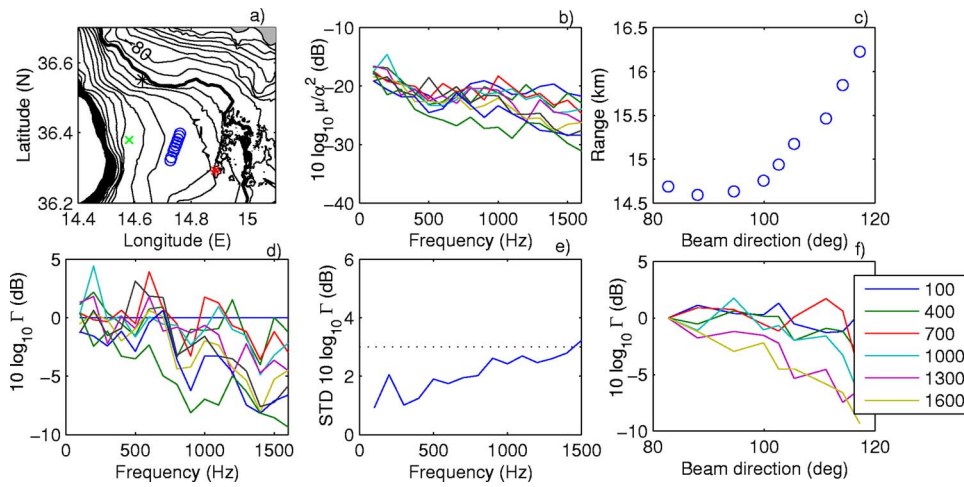 a)
80
36.6
36.4
36.2
14.4 14.6 14.8 15
Latitude (N)
Longitude (E)
b)
−10
−20
−30
−40
500 1000 1500
10 log10 μ/α2 (dB)
Frequency (Hz)
c)
16.5
16
15.5
15
14.5
80 100 120
Range (km)
Beam direction (deg)
d)
5
0
−5
−10
0 500 1000 1500
10 log10 Γ (dB)
Frequency (Hz)
e)
6
4
2
0
0 500 1000 1500
STD 10 log10 Γ (dB)
Frequency (Hz)
f)
5
0
−5
−10
80 100 120
10 log10 Γ (dB)
Beam direction (deg)
100
400
700
1000
1300
1600